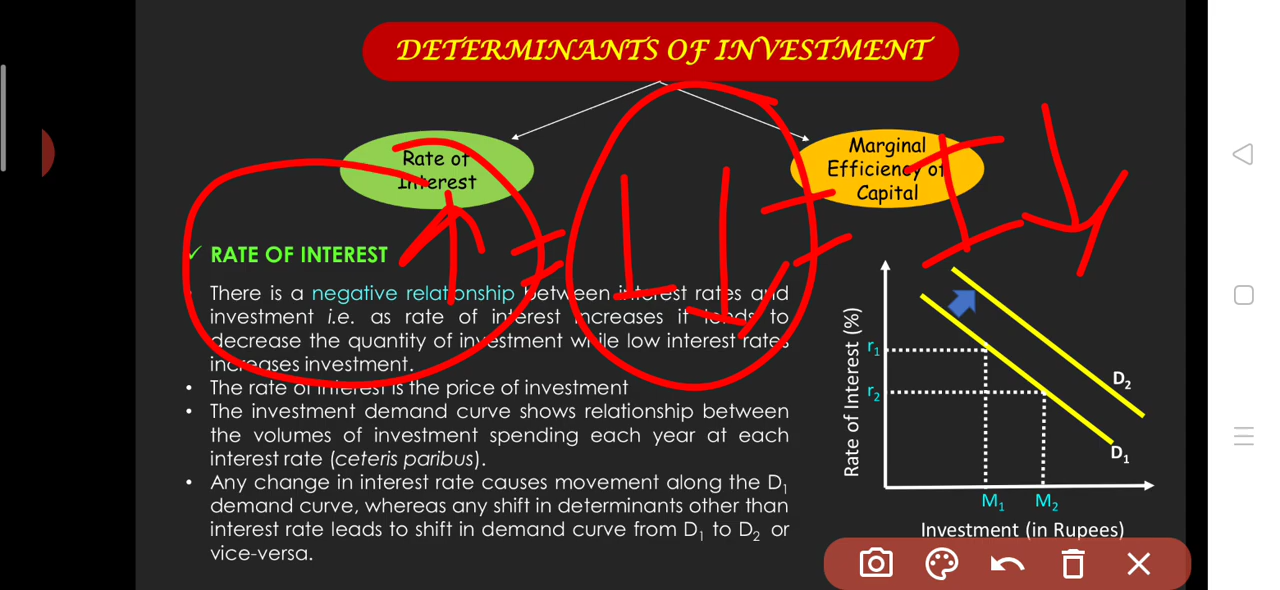 DETERMINANTS OF INVESTMENT
Rate of
Interest
Marginal
Efficiency of
Capital
✓ RATE OF INTEREST
• There is a negative relationship between interest rates and
investment i.e. as rate of interest increases it tends to
decrease the quantity of investment while low interest rates
increases investment.
• The rate of interest is the price of investment
• The investment demand curve shows relationship between
the volumes of investment spending each year at each
interest rate (ceteris paribus).
• Any change in interest rate causes movement along the D₁
demand curve, whereas any shift in determinants other than
interest rate leads to shift in demand curve from D₁ to D₂ or
vice-versa.
Rate of Interest (%)
r₁
r₂
D₂
D₁
M₁ M₂
Investment (in Rupees)